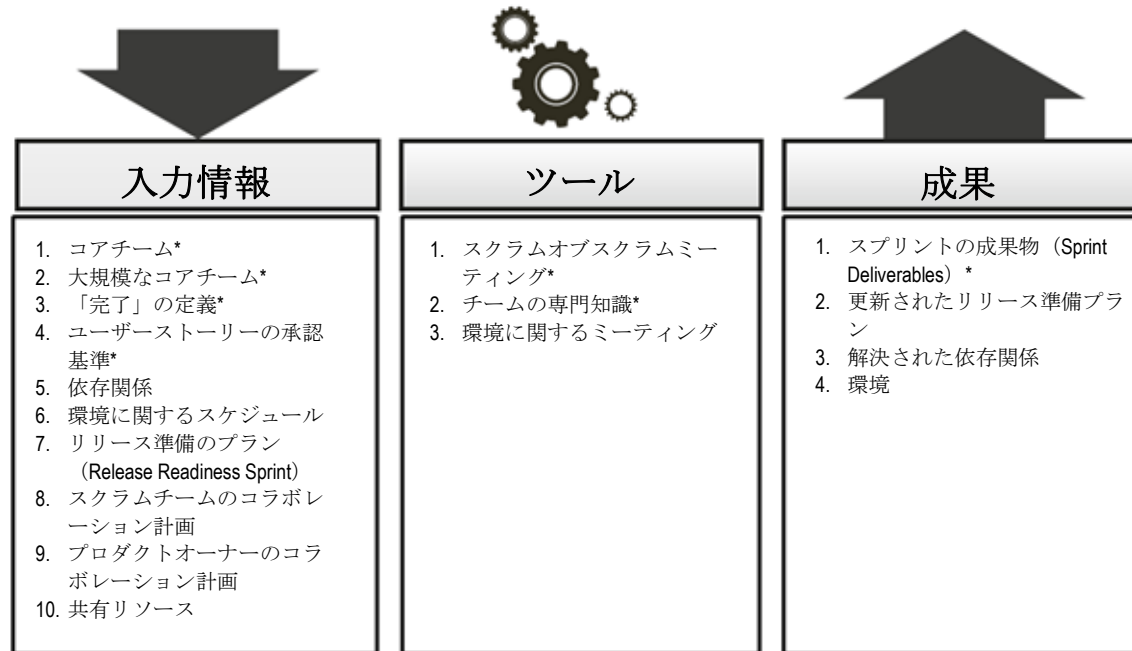 入力情報
1. コアチーム*
2. 大規模なコアチーム*
3. 「完了」の定義*
4. ユーザーストーリーの承認
基準*
5. 依存関係
6. 環境に関するスケジュール
7. リリース準備のプラン
（Release Readiness Sprint）
8. スクラムチームのコラボレ
ーション計画
9. プロダクトオーナーのコラ
ボレーション計画
10. 共有リソース
ツール
1. スクラムオブスクラムミー
ティング*
2. チームの専門知識*
3. 環境に関するミーティング
成果
1. スプリントの成果物（Sprint
Deliverables）*
2. 更新されたリリース準備プラ
ン
3. 解決された依存関係
4. 環境